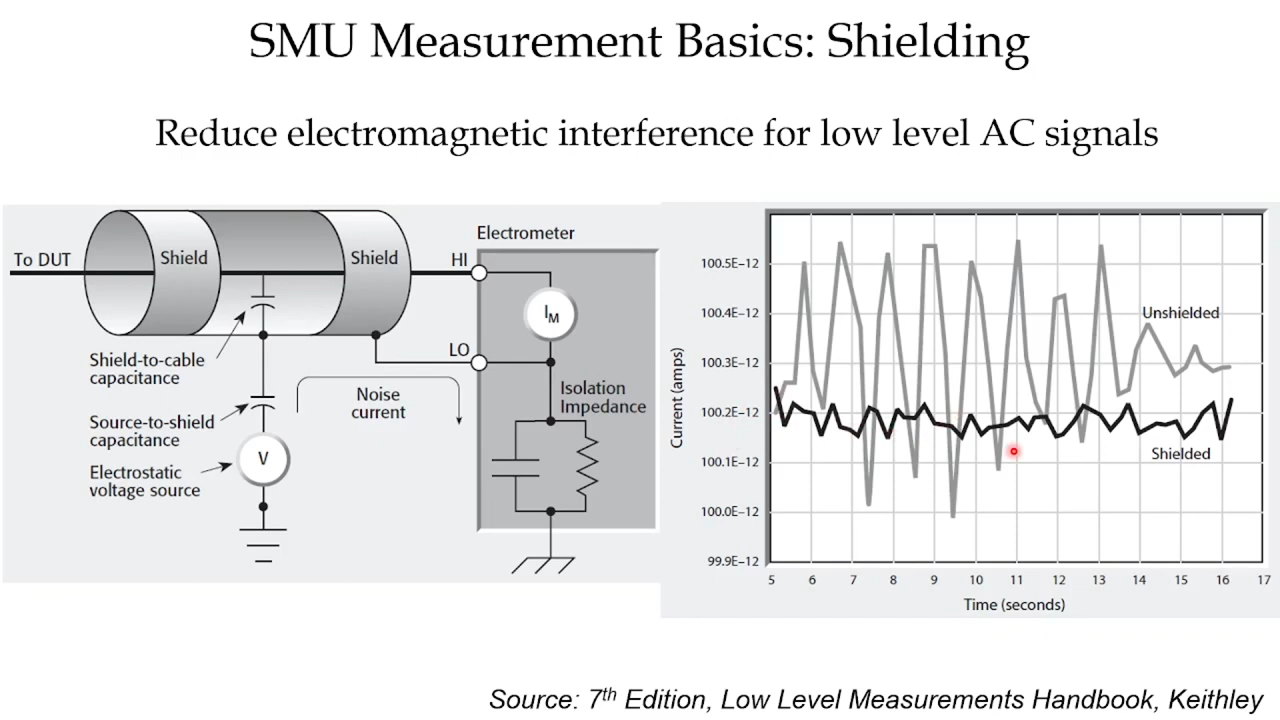 SMU Measurement Basics: Shielding
Reduce electromagnetic interference for low level AC signals
To DUT
Shield
Shield
HI
Electrometer
I_M
LO
Shield-to-cable
capacitance
Noise
current
Isolation
Impedance
Source-to-shield
capacitance
Electrostatic
voltage source
V
Current (amps)
100.5E–12
100.4E–12
100.3E–12
100.2E–12
100.1E–12
100.0E–12
99.9E–12
Unshielded
Shielded
5 6 7 8 9 10 11 12 13 14 15 16 17
Time (seconds)
Source: 7th Edition, Low Level Measurements Handbook, Keithley